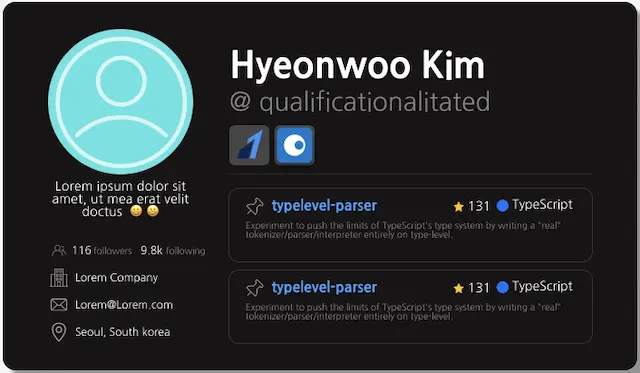 Hyeonwoo Kim
@ qualificationalitated
Lorem ipsum dolor sit
amet, ut mea erat velit
doctus 😀 😀
116 followers 9.8k following
Lorem Company
Lorem@Lorem.com
Seoul, South korea
typelevel-parser 131 TypeScript
Experiment to push the limits of TypeScript's type system by writing a "real"
tokenizer/parser/interpreter entirely on type-level.
typelevel-parser 131 TypeScript
Experiment to push the limits of TypeScript's type system by writing a "real"
tokenizer/parser/interpreter entirely on type-level.